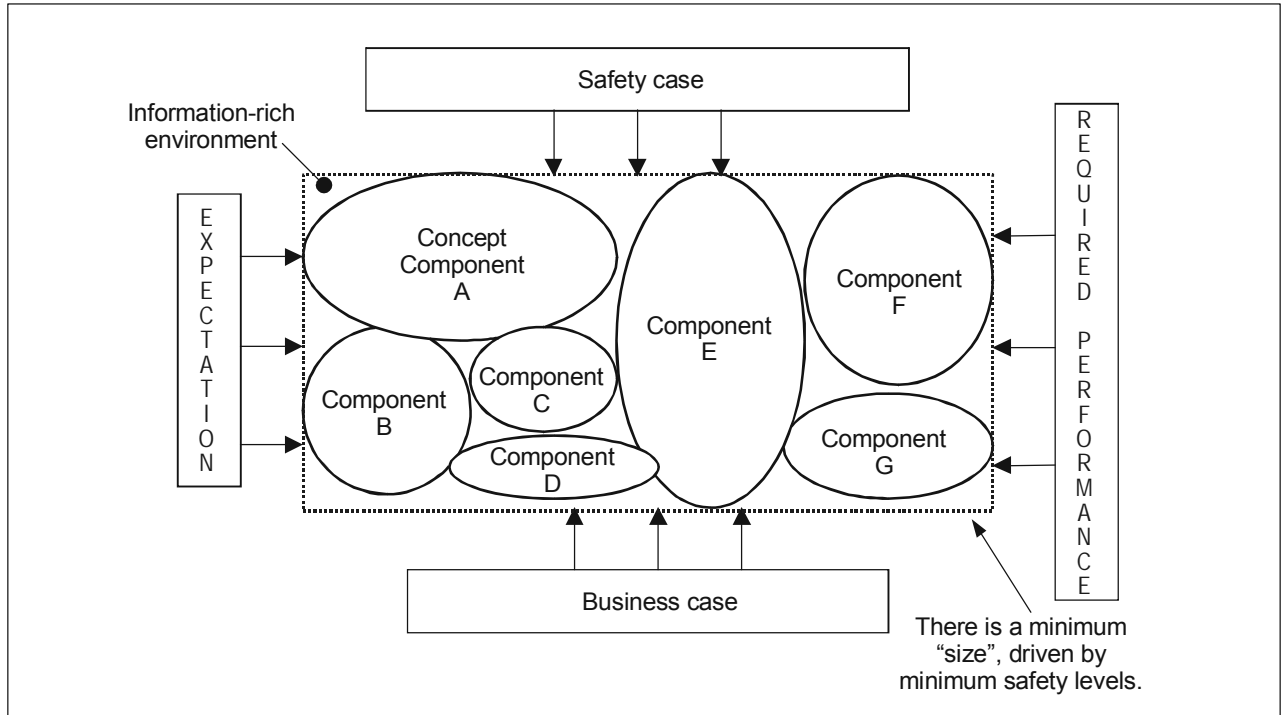 Safety case
Information-rich
environment
EXPECTATION
Concept
Component
A
Component
B
Component
C
Component
D
Component
E
Component
F
Component
G
REQUIRED PERFORMANCE
Business case
There is a minimum
“size”, driven by
minimum safety levels.